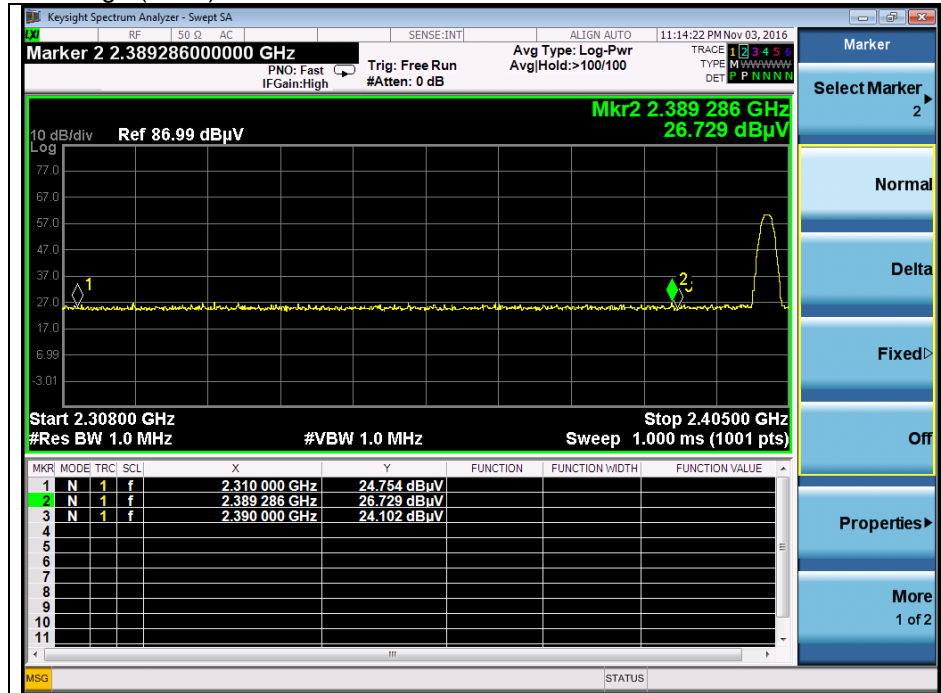 Keysight Spectrum Analyzer - Swept SA
LXI RF 50 Ω AC SENSE:INT ALIGN AUTO 11:14:22 PM Nov 03, 2016
Marker 2 2.389286000000 GHz
PNO: Fast
IFGain:High
Trig: Free Run
#Atten: 0 dB
Avg Type: Log-Pwr
Avg|Hold:>100/100
TRACE 1 2 3 4 5 6
TYPE M WWWWW
DET P P N N N N
Mkr2 2.389 286 GHz
26.729 dBµV
10 dB/div Ref 86.99 dBµV
Log
77.0
67.0
57.0
47.0
37.0
27.0
17.0
6.99
-3.01
1
2
Start 2.30800 GHz Stop 2.40500 GHz
#Res BW 1.0 MHz #VBW 1.0 MHz Sweep 1.000 ms (1001 pts)
MKR MODE TRC SCL X Y FUNCTION FUNCTION WIDTH FUNCTION VALUE
1 N 1 f 2.310 000 GHz 24.754 dBµV
2 N 1 f 2.389 286 GHz 26.729 dBµV
3 N 1 f 2.390 000 GHz 24.102 dBµV
4
5
6
7
8
9
10
11
MSG STATUS
Marker
Select Marker
2
Normal
Delta
Fixed
Off
Properties
More
1 of 2